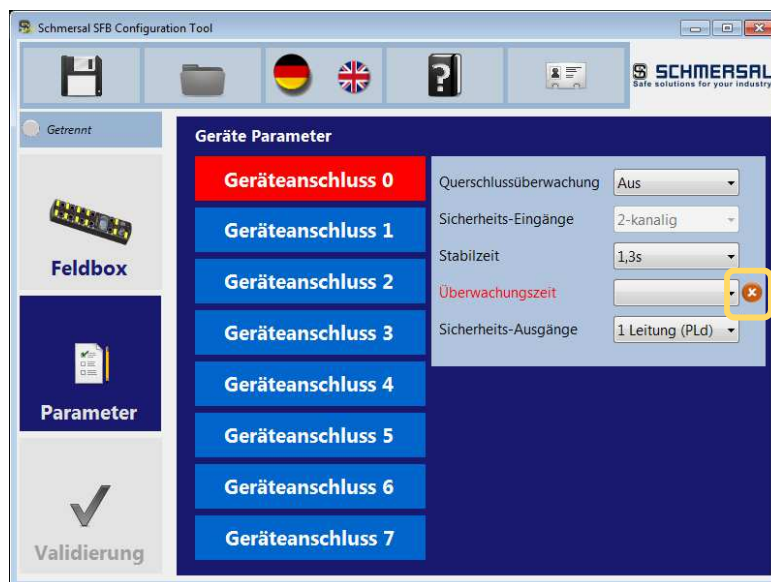 Schmersal SFB Configuration Tool
SCHMERSAL
Safe solutions for your industry
Getrennt
Feldbox
Parameter
Validierung
Geräte Parameter
Geräteanschluss 0
Geräteanschluss 1
Geräteanschluss 2
Geräteanschluss 3
Geräteanschluss 4
Geräteanschluss 5
Geräteanschluss 6
Geräteanschluss 7
Querschlussüberwachung Aus
Sicherheits-Eingänge 2-kanalig
Stabilzeit 1,3s
Überwachungszeit
Sicherheits-Ausgänge 1 Leitung (PLd)